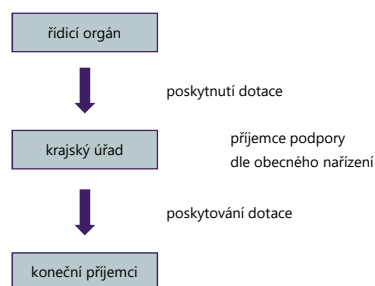 řídicí orgán
poskytnutí dotace
krajský úřad
příjemce podpory
dle obecného nařízení
poskytování dotace
koneční příjemci